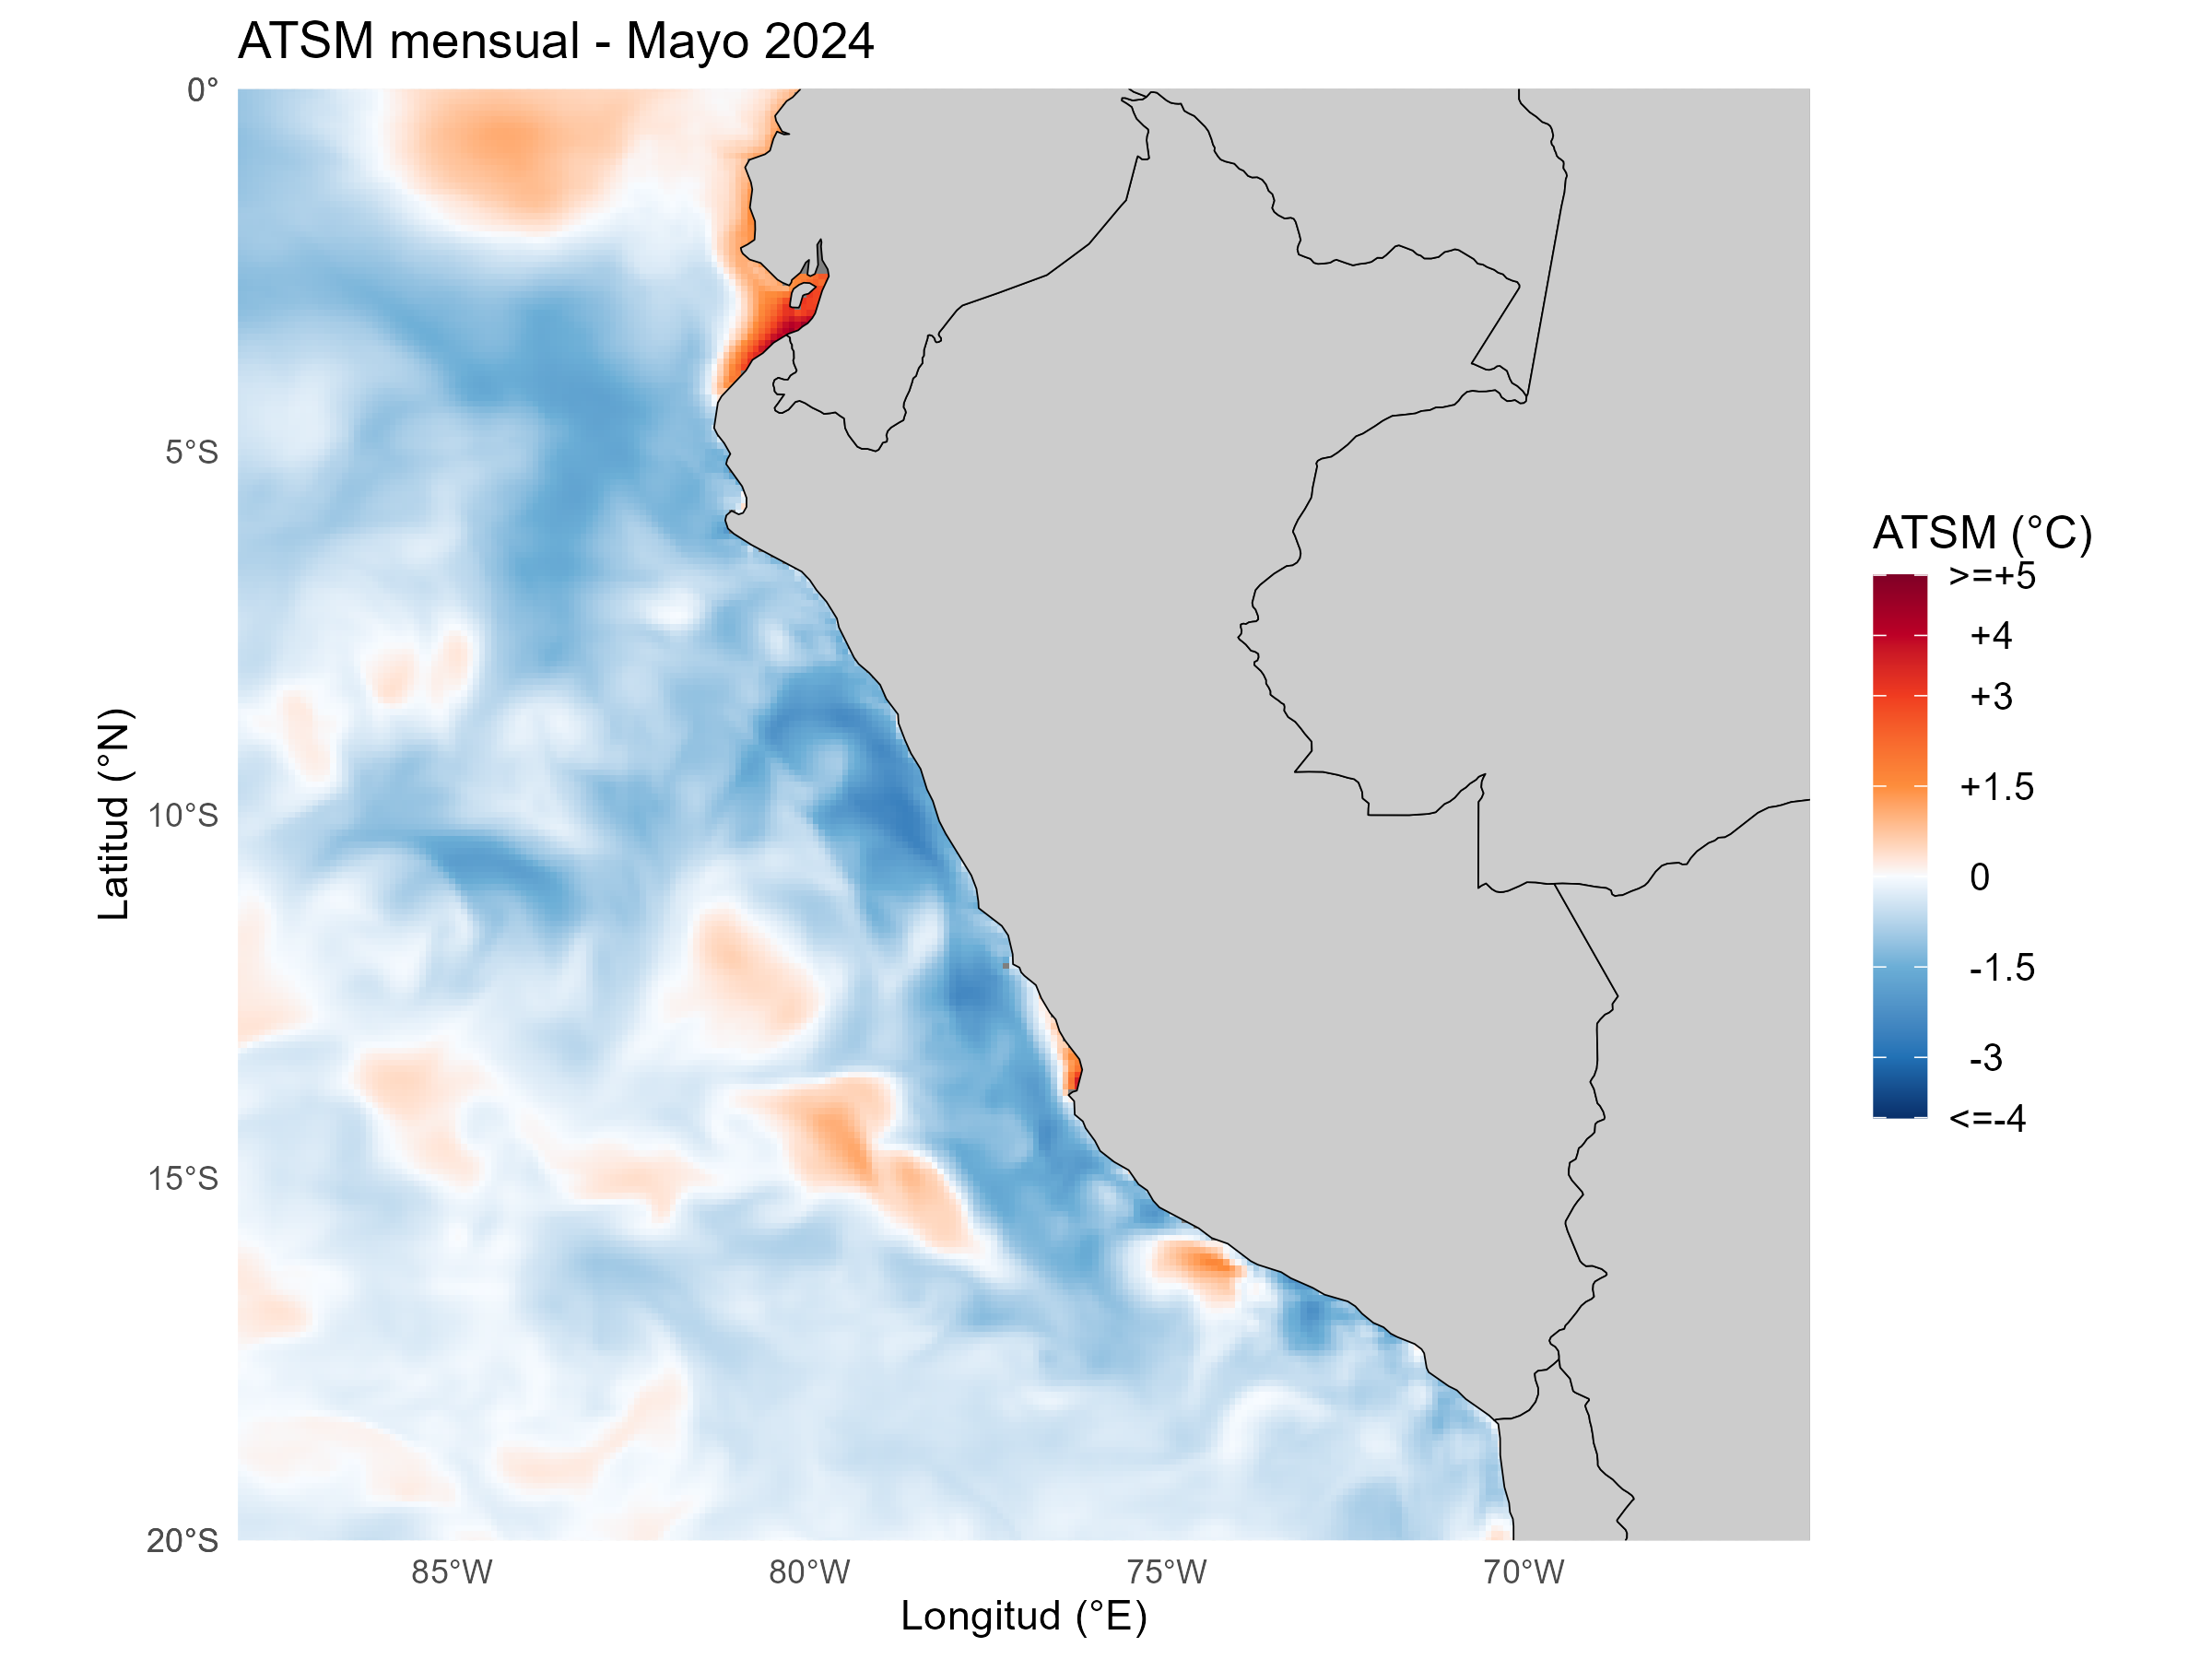 ATSM mensual - Mayo 2024
0°
5°S
10°S
15°S
20°S
Latitud (°N)
85°W
80°W
75°W
70°W
Longitud (°E)
ATSM (°C)
>=+5
+4
+3
+1.5
0
-1.5
-3
<=-4